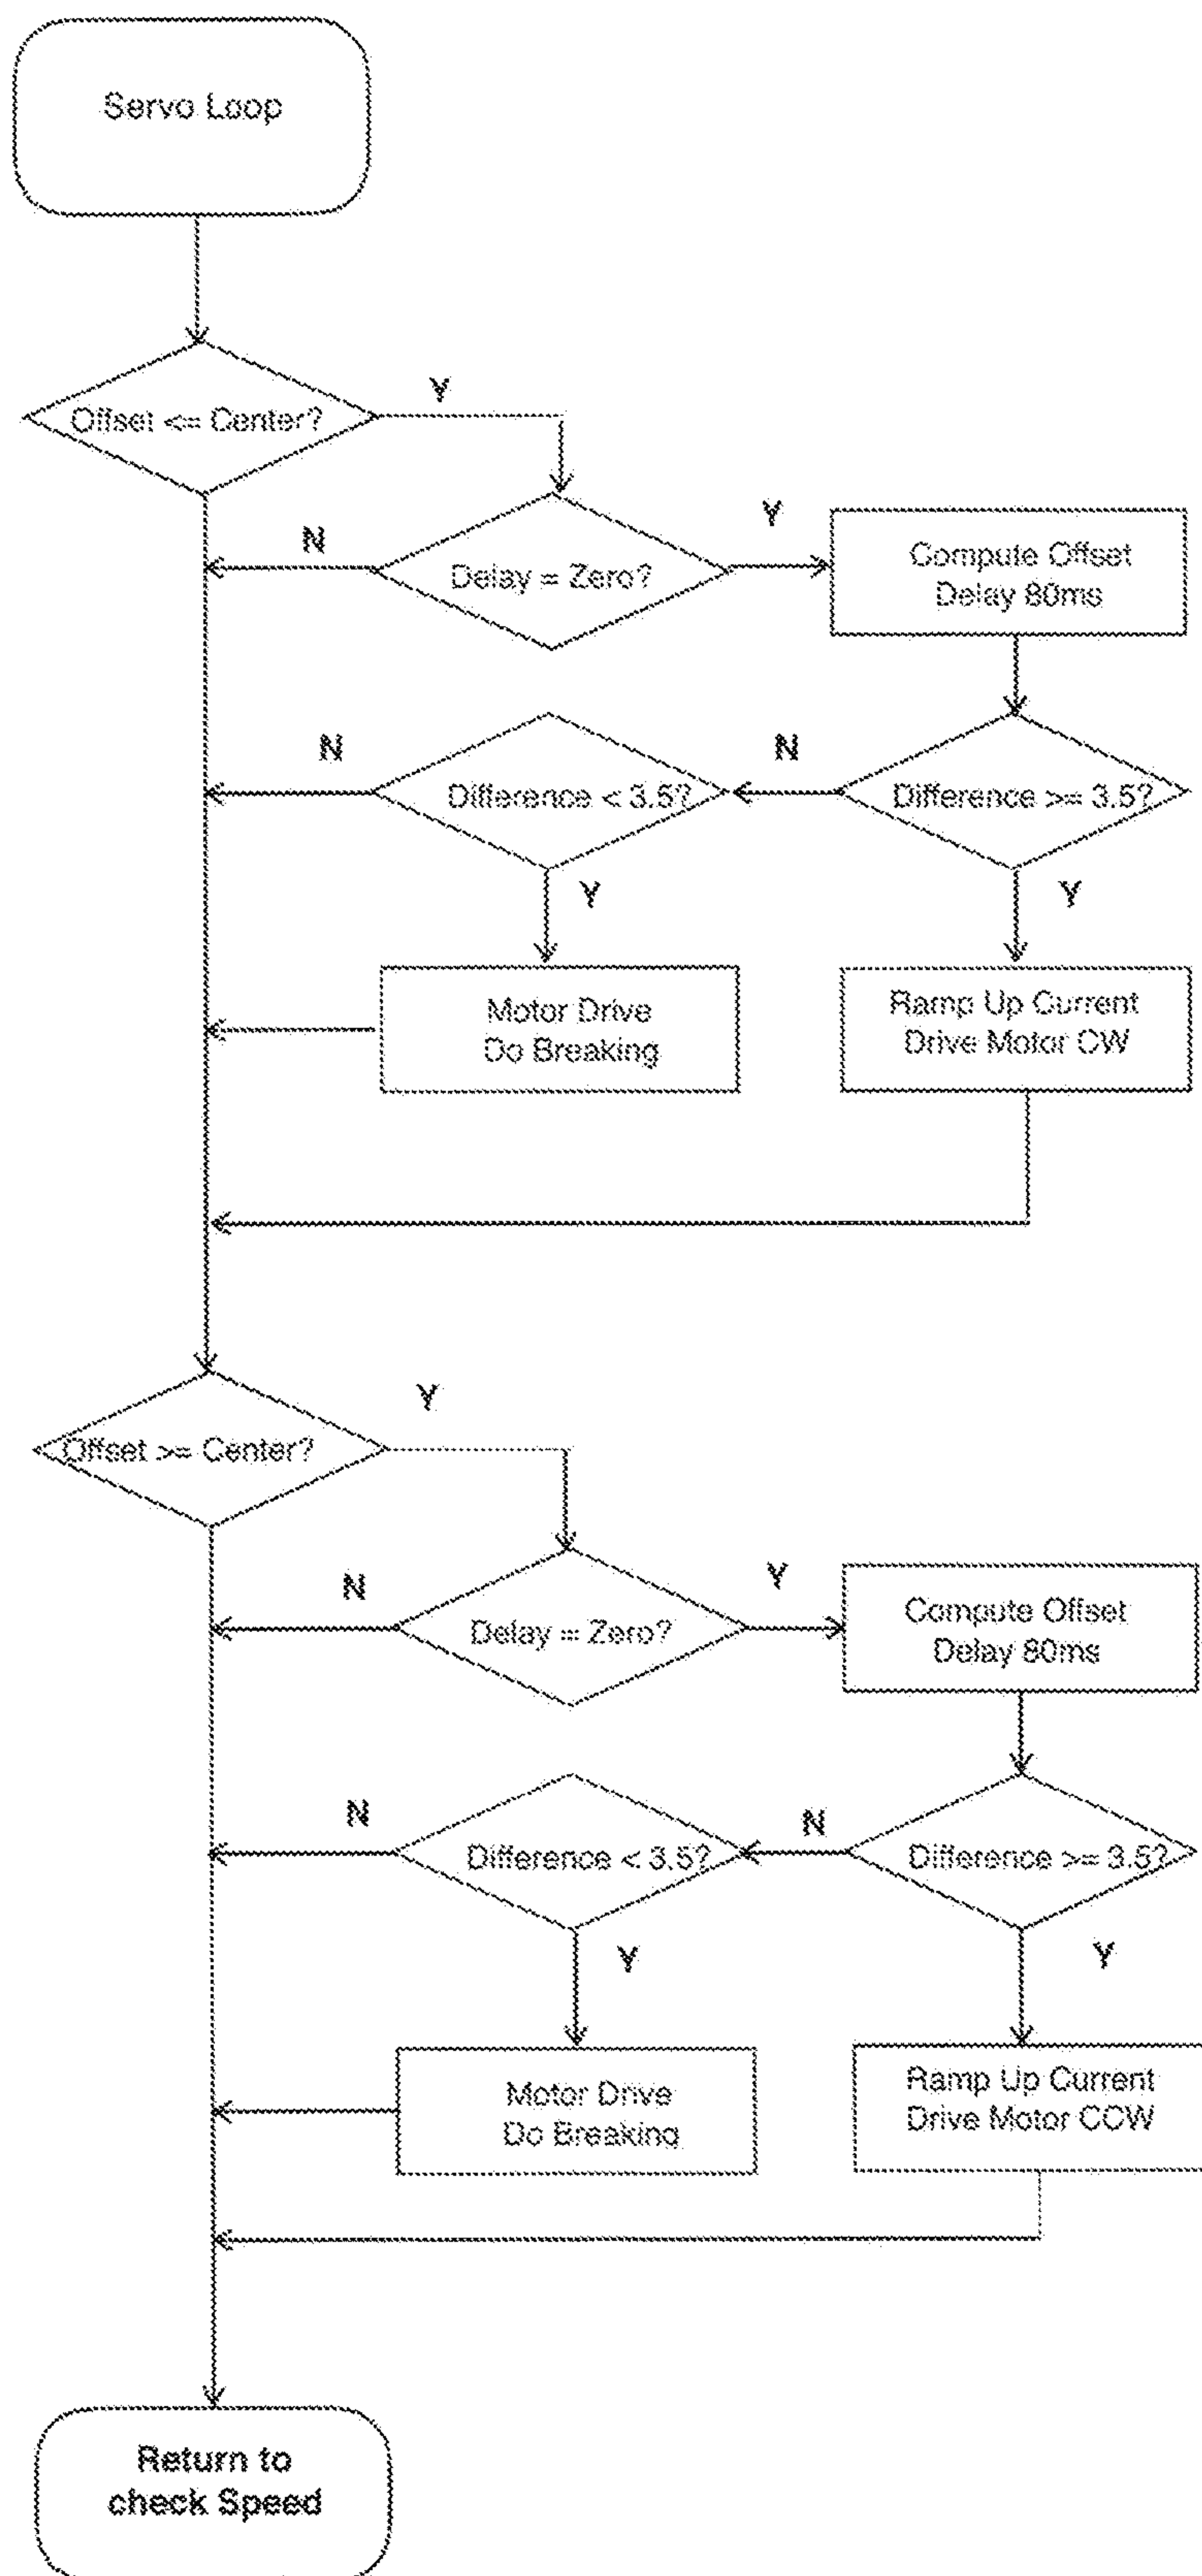 Servo Loop
Offset <= Center?
Y
Delay = Zero?
N
Y
Compute Offset
Delay 80ms
Difference >= 3.5?
N
Difference < 3.5?
N
Y
Y
Motor Drive
Do Breaking
Ramp Up Current
Drive Motor CW
Offset >= Center?
Y
Delay = Zero?
N
Y
Compute Offset
Delay 80ms
Difference >= 3.5?
N
Difference < 3.5?
N
Y
Y
Motor Drive
Do Breaking
Ramp Up Current
Drive Motor CCW
Return to
check Speed